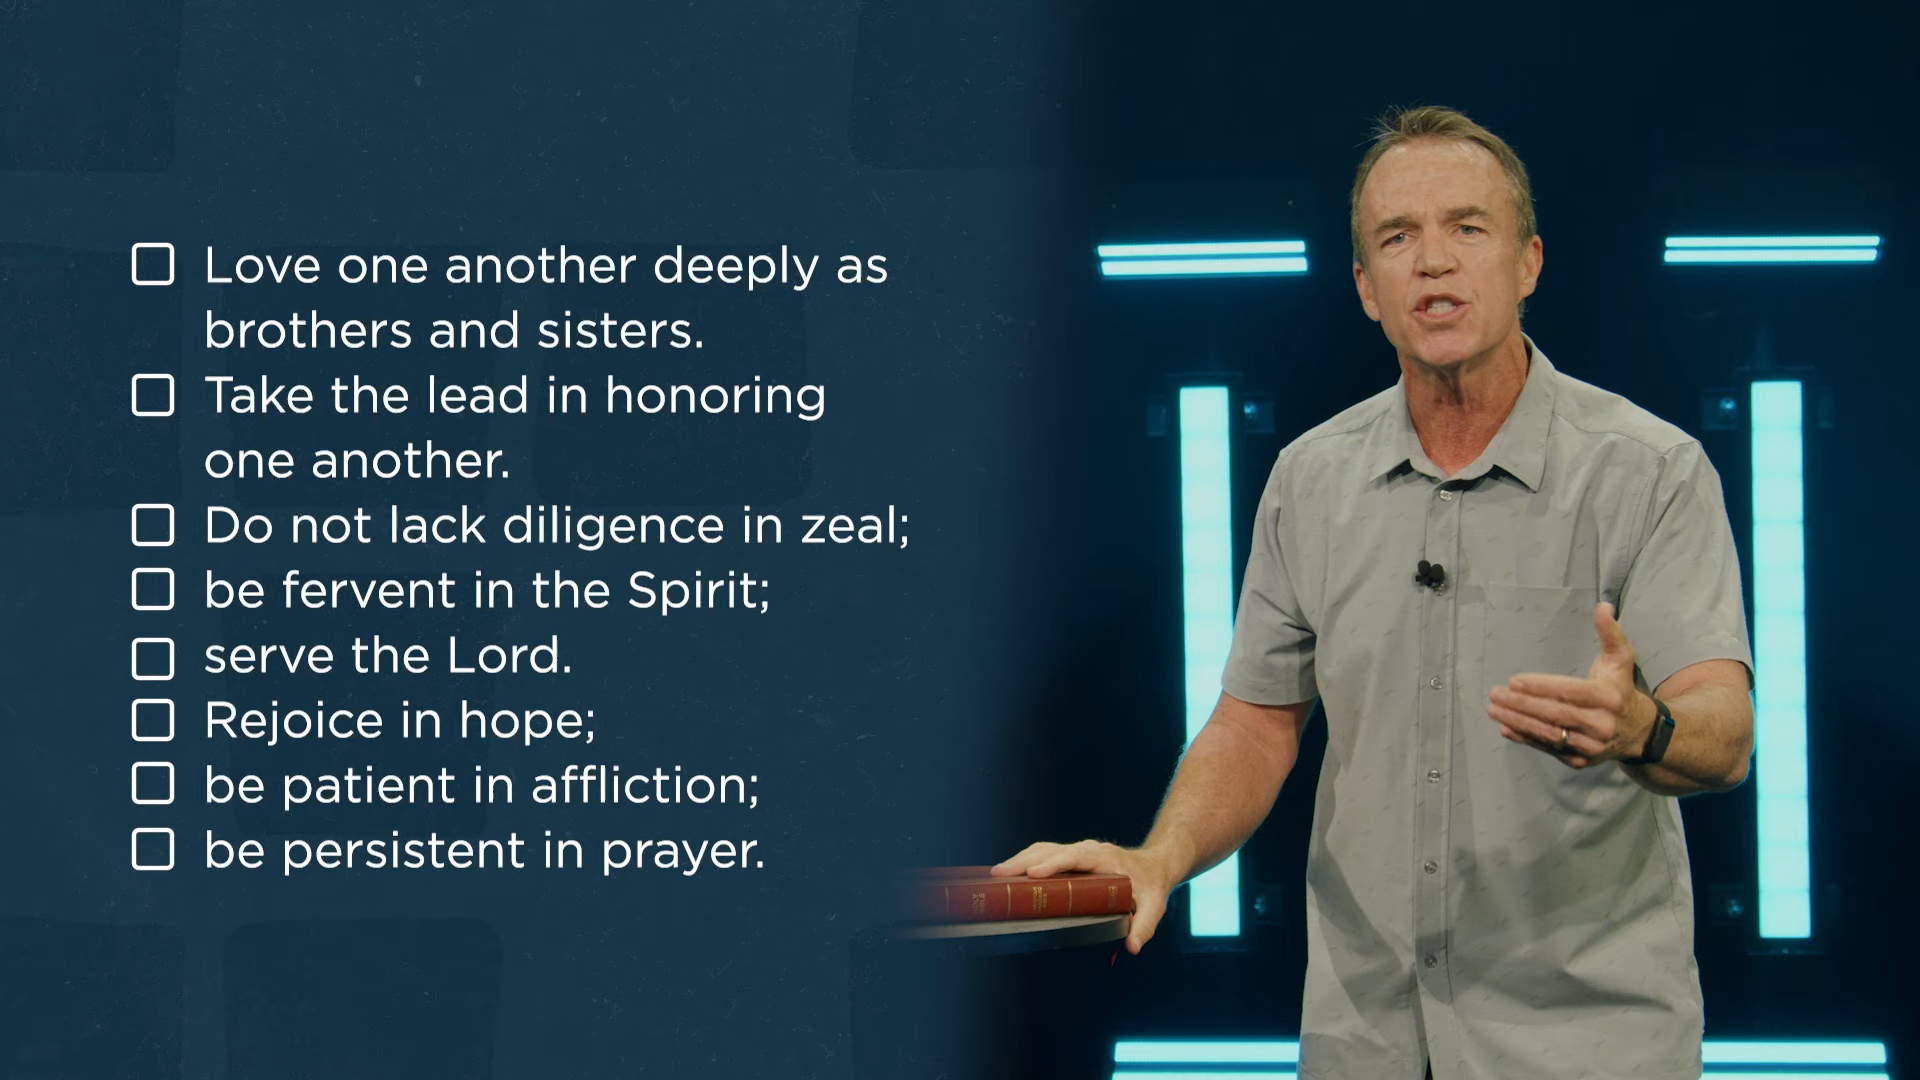 Love one another deeply as
brothers and sisters.
Take the lead in honoring
one another.
Do not lack diligence in zeal;
be fervent in the Spirit;
serve the Lord.
Rejoice in hope;
be patient in affliction;
be persistent in prayer.